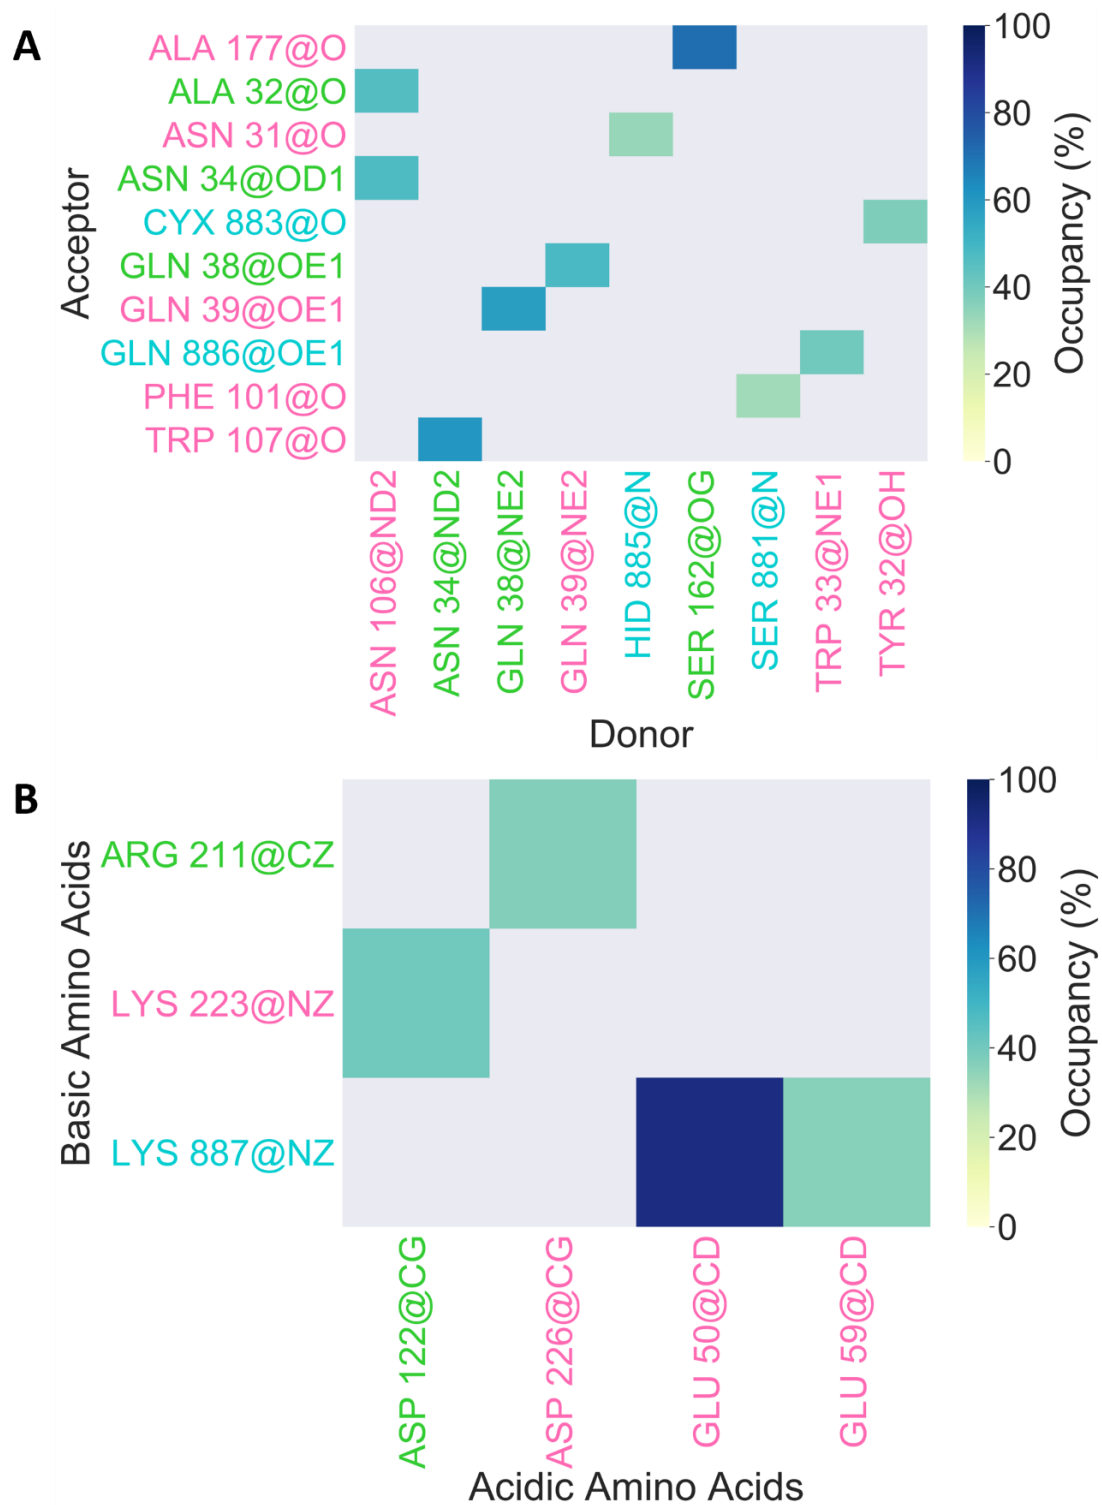 A
ALA 177@O
ALA 32@O
ASN 31@O
ASN 34@OD1
CYX 883@O
GLN 38@OE1
GLN 39@OE1
GLN 886@OE1
PHE 101@O
TRP 107@O
Acceptor
ASN 106@ND2
ASN 34@ND2
GLN 38@NE2
GLN 39@NE2
HID 885@N
SER 162@OG
SER 881@N
TRP 33@NE1
TYR 32@OH
Donor
100
80
60
40
20
0
Occupancy (%)
B
ARG 211@CZ
LYS 223@NZ
LYS 887@NZ
Basic Amino Acids
ASP 122@CG
ASP 226@CG
GLU 50@CD
GLU 59@CD
Acidic Amino Acids
100
80
60
40
20
0
Occupancy (%)